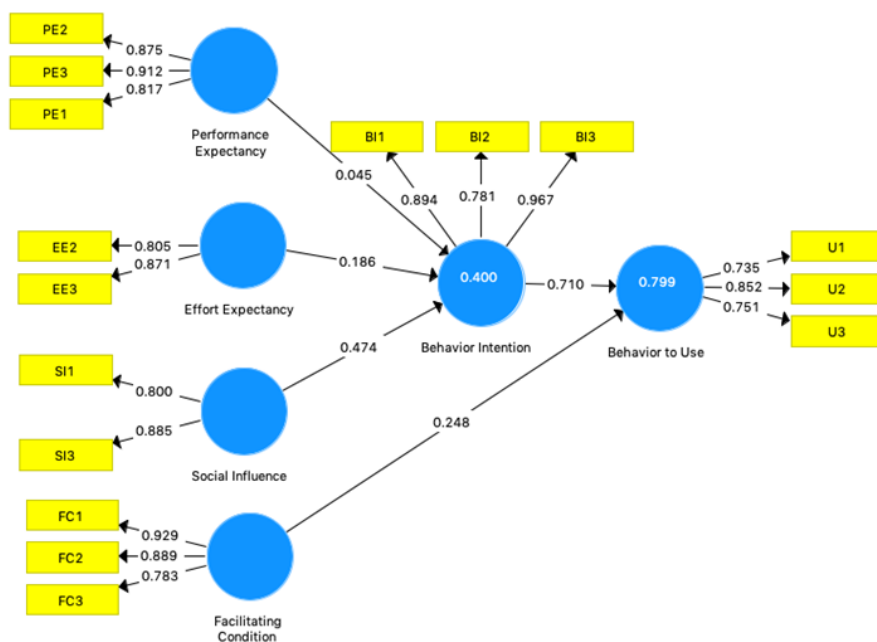 PE2
0.875
PE3
0.912
PE1
0.817
Performance
Expectancy
BI1
BI2
BI3
0.045
0.894
0.781
0.967
EE2
0.805
EE3
0.871
Effort Expectancy
0.186
0.400
Behavior Intention
0.710
0.799
Behavior to Use
0.735
U1
0.852
U2
0.751
U3
SI1
0.800
SI3
0.885
Social Influence
0.474
0.248
FC1
0.929
FC2
0.889
FC3
0.783
Facilitating
Condition